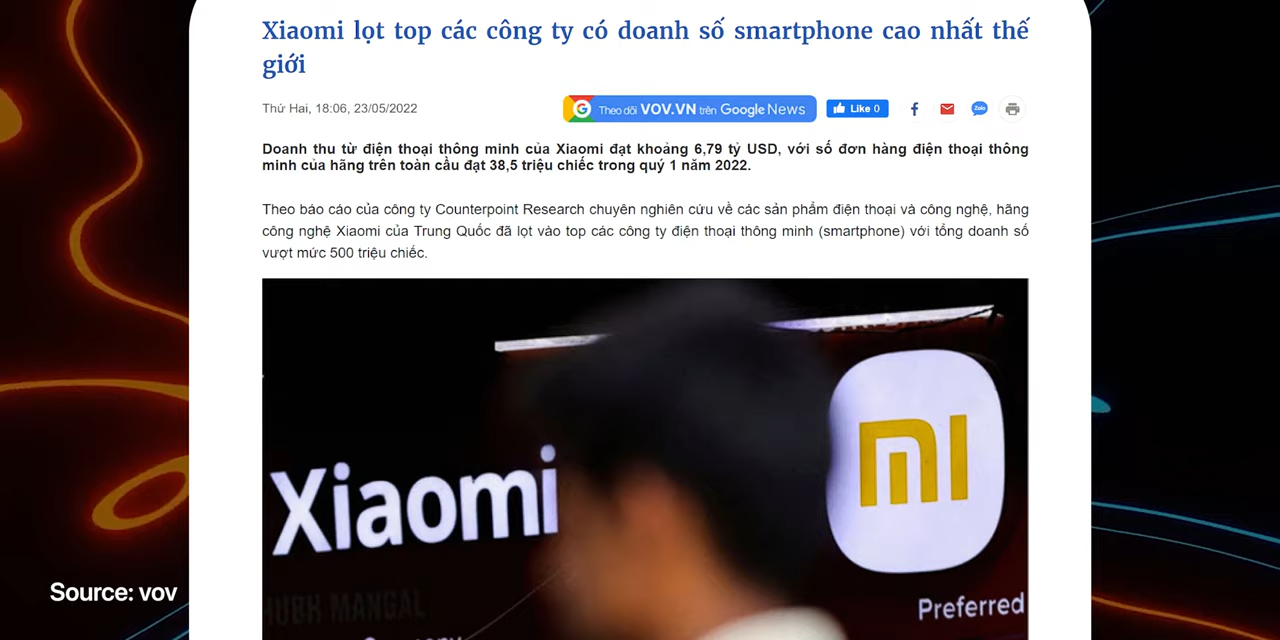 Xiaomi lọt top các công ty có doanh số smartphone cao nhất thế
giới
Thứ Hai, 18:06, 23/05/2022
Theo dõi VOV.VN trên Google News
Like 0
Zalo
Doanh thu từ điện thoại thông minh của Xiaomi đạt khoảng 6,79 tỷ USD, với số đơn hàng điện thoại thông
minh của hãng trên toàn cầu đạt 38,5 triệu chiếc trong quý 1 năm 2022.
Theo báo cáo của công ty Counterpoint Research chuyên nghiên cứu về các sản phẩm điện thoại và công nghệ, hãng
công nghệ Xiaomi của Trung Quốc đã lọt vào top các công ty điện thoại thông minh (smartphone) với tổng doanh số
vượt mức 500 triệu chiếc.
Xiaomi
mi
Preferred
HUBH MANGAL
Source: vov